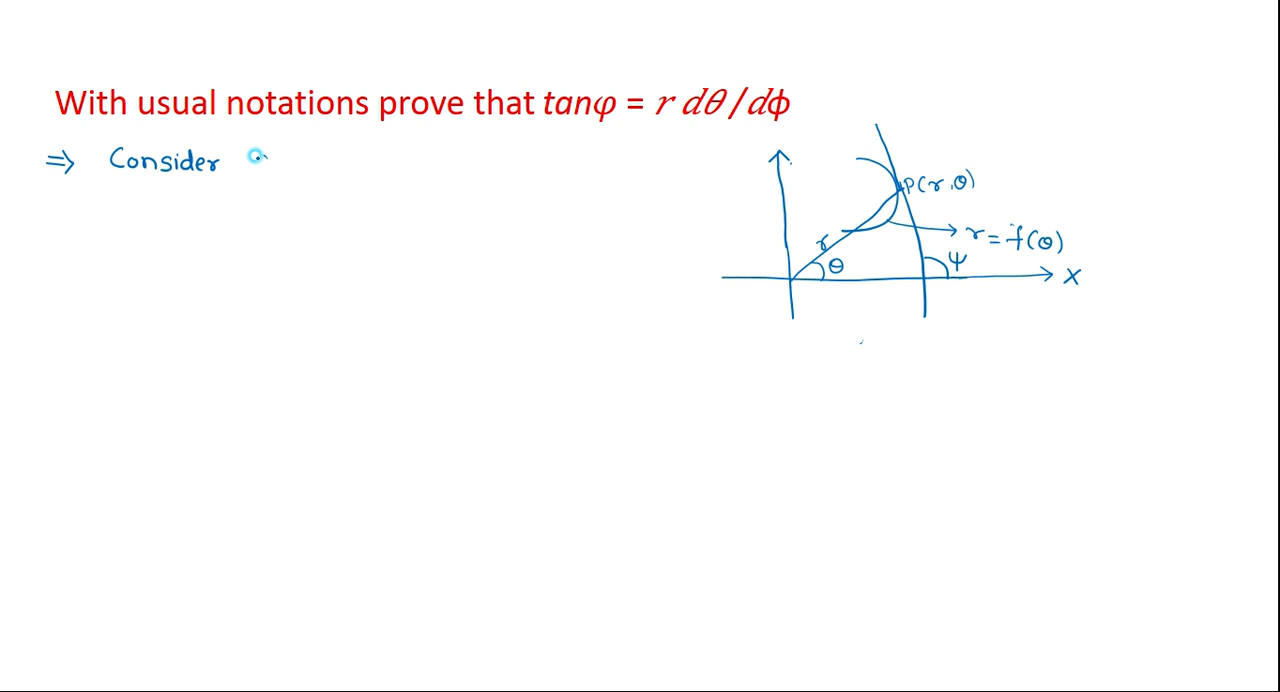 With usual notations prove that tanφ = r dθ/dϕ
⇒ Consider
P(r,θ)
r = f(θ)
r
θ
ψ
X